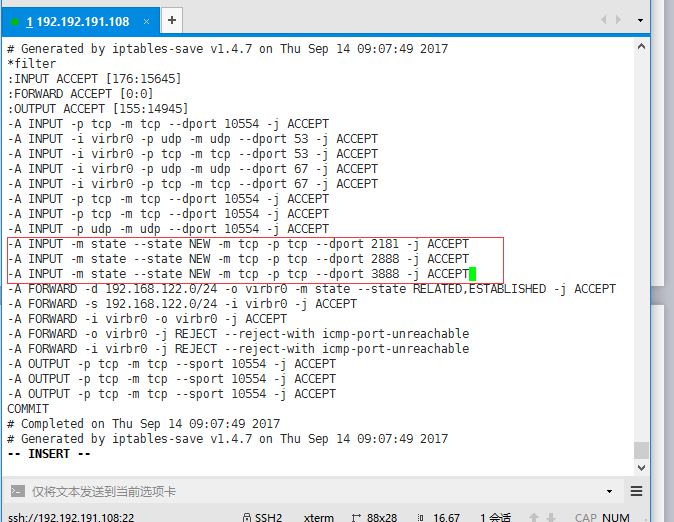 1 192.192.191.108 × +
# Generated by iptables-save v1.4.7 on Thu Sep 14 09:07:49 2017
*filter
:INPUT ACCEPT [176:15645]
:FORWARD ACCEPT [0:0]
:OUTPUT ACCEPT [155:14945]
-A INPUT -p tcp -m tcp --dport 10554 -j ACCEPT
-A INPUT -i virbr0 -p udp -m udp --dport 53 -j ACCEPT
-A INPUT -i virbr0 -p tcp -m tcp --dport 53 -j ACCEPT
-A INPUT -i virbr0 -p udp -m udp --dport 67 -j ACCEPT
-A INPUT -i virbr0 -p tcp -m tcp --dport 67 -j ACCEPT
-A INPUT -p tcp -m tcp --dport 10554 -j ACCEPT
-A INPUT -p tcp -m tcp --dport 10554 -j ACCEPT
-A INPUT -p udp -m udp --dport 10554 -j ACCEPT
-A INPUT -m state --state NEW -m tcp -p tcp --dport 2181 -j ACCEPT
-A INPUT -m state --state NEW -m tcp -p tcp --dport 2888 -j ACCEPT
-A INPUT -m state --state NEW -m tcp -p tcp --dport 3888 -j ACCEPT
-A FORWARD -d 192.168.122.0/24 -o virbr0 -m state --state RELATED,ESTABLISHED -j ACCEPT
-A FORWARD -s 192.168.122.0/24 -i virbr0 -j ACCEPT
-A FORWARD -i virbr0 -o virbr0 -j ACCEPT
-A FORWARD -o virbr0 -j REJECT --reject-with icmp-port-unreachable
-A FORWARD -i virbr0 -j REJECT --reject-with icmp-port-unreachable
-A OUTPUT -p tcp -m tcp --sport 10554 -j ACCEPT
-A OUTPUT -p tcp -m tcp --sport 10554 -j ACCEPT
-A OUTPUT -p tcp -m tcp --sport 10554 -j ACCEPT
COMMIT
# Completed on Thu Sep 14 09:07:49 2017
# Generated by iptables-save v1.4.7 on Thu Sep 14 09:07:49 2017
-- INSERT --
仅将文本发送到当前选项卡
ssh://192.192.191.108:22 SSH2 xterm 88x28 16,67 1 会话 CAP NUM